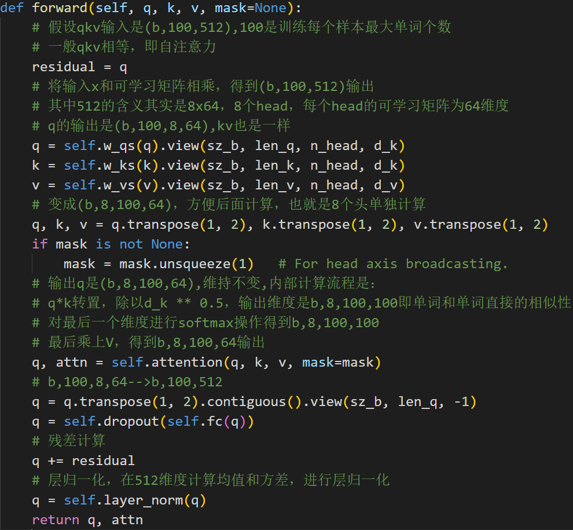 def forward(self, q, k, v, mask=None):
# 假设qkv输入是(b,100,512),100是训练每个样本最大单词个数
# 一般qkv相等，即自注意力
residual = q
# 将输入x和可学习矩阵相乘，得到(b,100,512)输出
# 其中512的含义其实是8x64，8个head，每个head的可学习矩阵为64维度
# q的输出是(b,100,8,64),kv也是一样
q = self.w_qs(q).view(sz_b, len_q, n_head, d_k)
k = self.w_ks(k).view(sz_b, len_k, n_head, d_k)
v = self.w_vs(v).view(sz_b, len_v, n_head, d_v)
# 变成(b,8,100,64)，方便后面计算，也就是8个头单独计算
q, k, v = q.transpose(1, 2), k.transpose(1, 2), v.transpose(1, 2)
if mask is not None:
mask = mask.unsqueeze(1)   # For head axis broadcasting.
# 输出q是(b,8,100,64),维持不变,内部计算流程是：
# q*k转置，除以d_k ** 0.5，输出维度是b,8,100,100即单词和单词直接的相似性
# 对最后一个维度进行softmax操作得到b,8,100,100
# 最后乘上V，得到b,8,100,64输出
q, attn = self.attention(q, k, v, mask=mask)
# b,100,8,64-->b,100,512
q = q.transpose(1, 2).contiguous().view(sz_b, len_q, -1)
q = self.dropout(self.fc(q))
# 残差计算
q += residual
# 层归一化，在512维度计算均值和方差，进行层归一化
q = self.layer_norm(q)
return q, attn